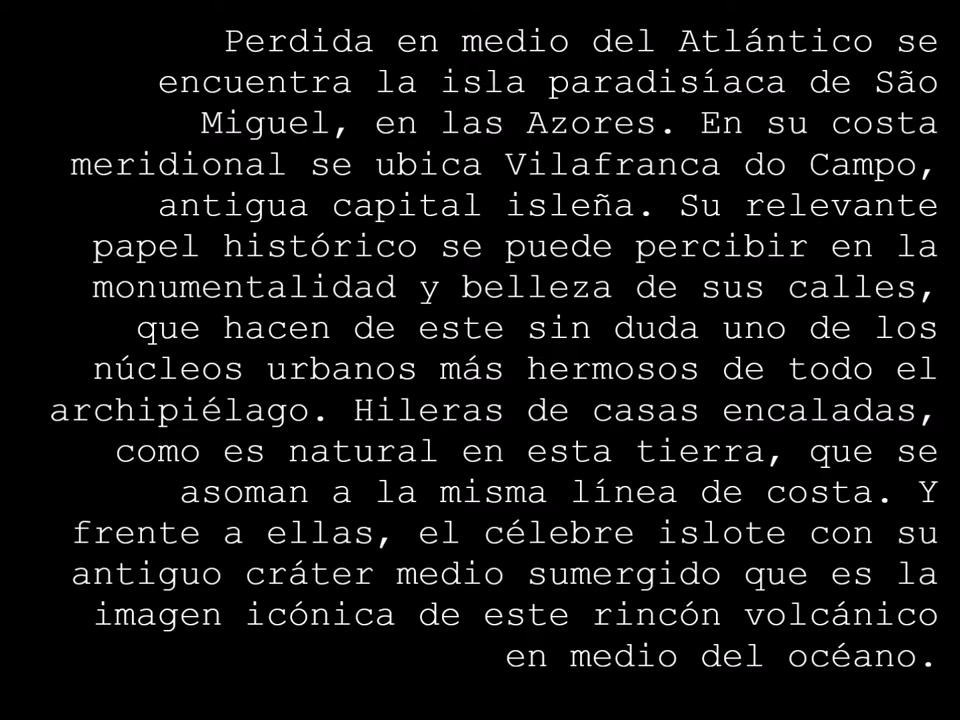 Perdida en medio del Atlántico se
encuentra la isla paradisíaca de São
Miguel, en las Azores. En su costa
meridional se ubica Vilafranca do Campo,
antigua capital isleña. Su relevante
papel histórico se puede percibir en la
monumentalidad y belleza de sus calles,
que hacen de este sin duda uno de los
núcleos urbanos más hermosos de todo el
archipiélago. Hileras de casas encaladas,
como es natural en esta tierra, que se
asoman a la misma línea de costa. Y
frente a ellas, el célebre islote con su
antiguo cráter medio sumergido que es la
imagen icónica de este rincón volcánico
en medio del océano.